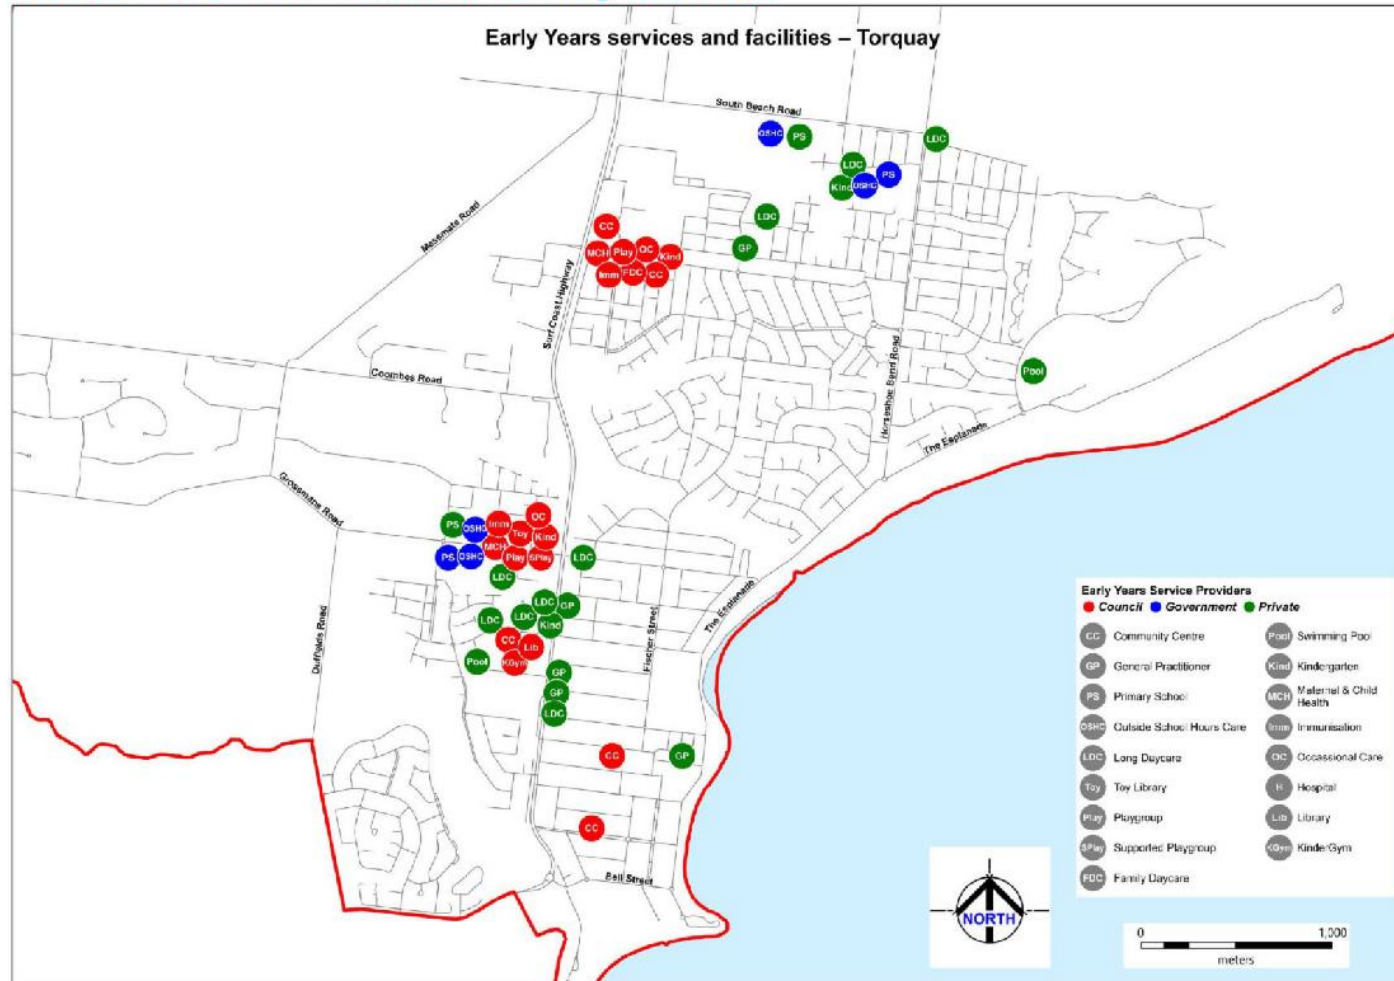 Early Years services and facilities – Torquay
South Beach Road
OSHC
PS
LDC
LDC
PS
Kind
OSHC
LDC
GP
Messmate Road
CC
MCH
Play
OC
Kind
Imm
FDC
CC
Surf Coast Highway
Coombes Road
Horseshoe Bend Road
Pool
The Esplanade
Grossmans Road
PS
OSHC
Imm
OC
Toy
Kind
MCH
PS
OSHC
Play
SPlay
LDC
LDC
LDC
GP
LDC
LDC
Kind
CC
Lib
KGym
Pool
Duffields Road
Fischer Street
The Esplanade
GP
GP
LDC
CC
GP
CC
Bell Street
Early Years Service Providers
Council Government Private
CC Community Centre
GP General Practitioner
PS Primary School
OSHC Outside School Hours Care
LDC Long Daycare
Toy Toy Library
Play Playgroup
SPlay Supported Playgroup
FDC Family Daycare
Pool Swimming Pool
Kind Kindergarten
MCH Maternal & Child
Health
Imm Immunisation
OC Occassional Care
H Hospital
Lib Library
KGym KinderGym
NORTH
0 1,000
meters